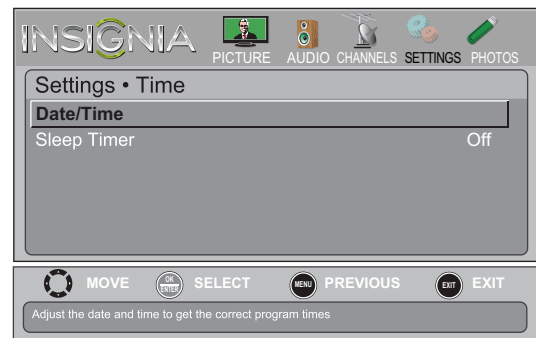 INSIGNIA
PICTURE AUDIO CHANNELS SETTINGS PHOTOS
Settings • Time
Date/Time
Sleep Timer Off
MOVE OK ENTER SELECT MENU PREVIOUS EXIT EXIT
Adjust the date and time to get the correct program times